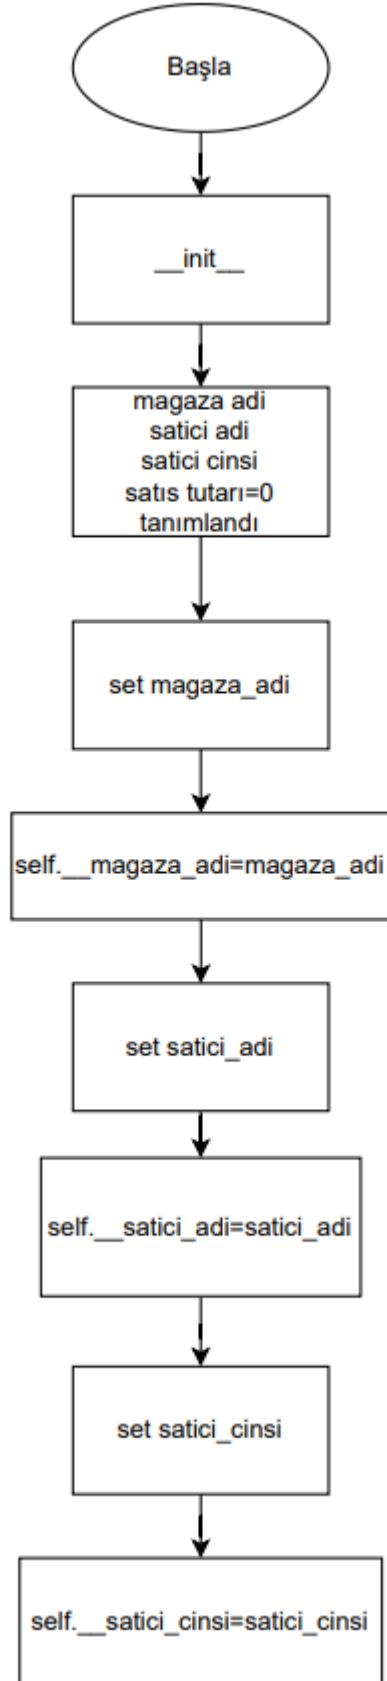 Başla
__init__
magaza adi
satici adi
satici cinsi
satıs tutarı=0
tanımlandı
set magaza_adi
self.__magaza_adi=magaza_adi
set satici_adi
self.__satici_adi=satici_adi
set satici_cinsi
self.__satici_cinsi=satici_cinsi